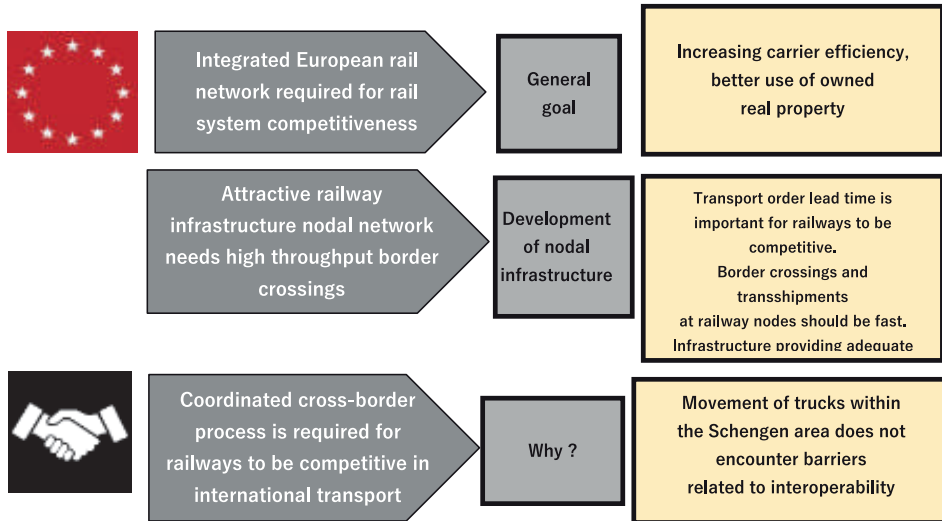 Integrated European rail
network required for rail
system competitiveness
General
goal
Increasing carrier efficiency,
better use of owned
real property
Attractive railway
infrastructure nodal network
needs high throughput border
crossings
Development
of nodal
infrastructure
Transport order lead time is
important for railways to be
competitive.
Border crossings and
transshipments
at railway nodes should be fast.
Infrastructure providing adequate
Coordinated cross-border
process is required for
railways to be competitive in
international transport
Why ?
Movement of trucks within
the Schengen area does not
encounter barriers
related to interoperability